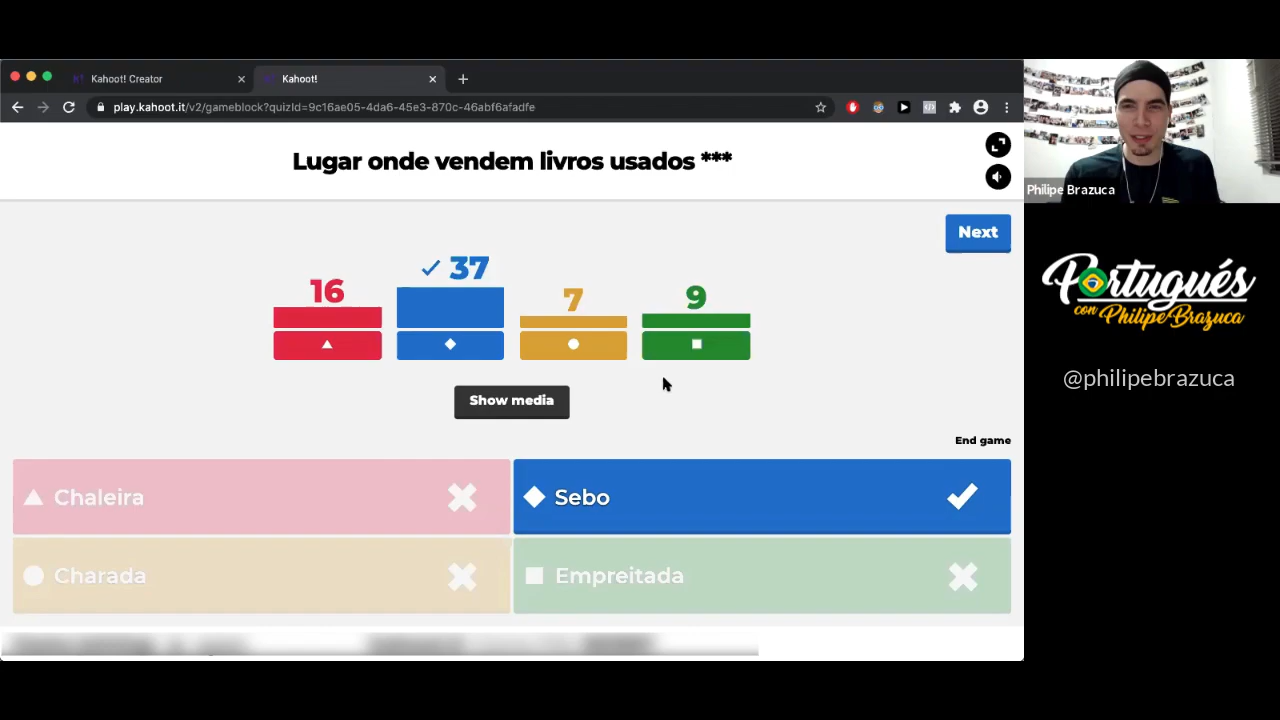 Kahoot! Creator
Kahoot!
play.kahoot.it/v2/gameblock?quizId=9c16ae05-4da6-45e3-870c-46abf6afadfe
Lugar onde vendem livros usados ***
Philipe Brazuca
Next
16
37
7
9
Show media
End game
Chaleira
Sebo
Charada
Empreitada
Portugués
con Philipe Brazuca
@philipebrazuca